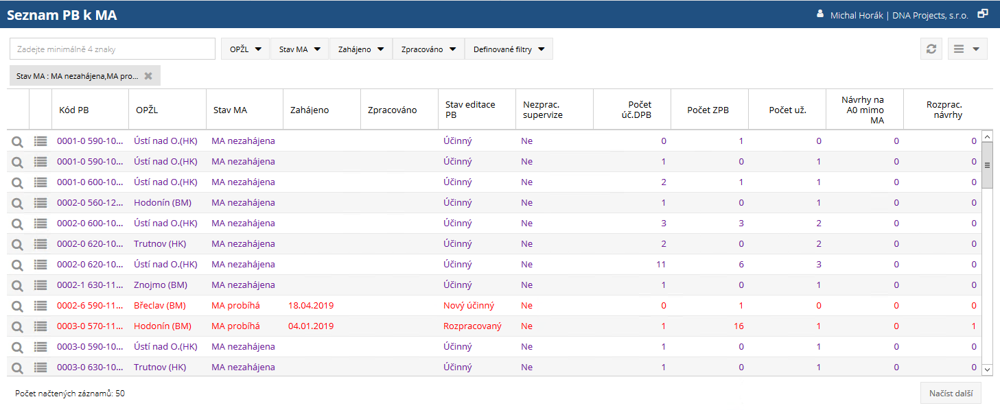 Seznam PB k MA
Michal Horák | DNA Projects, s.r.o.
Zadejte minimálně 4 znaky
OPŽL
Stav MA
Zahájeno
Zpracováno
Definované filtry
Stav MA : MA nezahájena,MA pro...
Kód PB
OPŽL
Stav MA
Zahájeno
Zpracováno
Stav editace
PB
Nezprac.
supervize
Počet
úč.DPB
Počet ZPB
Počet už.
Návrhy na
A0 mimo
MA
Rozprac.
návrhy
0001-0 590-10... Ústí nad O.(HK) MA nezahájena Účinný Ne 0 1 0 0 0
0001-0 590-10... Ústí nad O.(HK) MA nezahájena Účinný Ne 1 0 1 0 0
0001-0 600-10... Ústí nad O.(HK) MA nezahájena Účinný Ne 2 1 1 0 0
0002-0 560-12... Hodonín (BM) MA nezahájena Účinný Ne 1 0 1 0 0
0002-0 600-10... Ústí nad O.(HK) MA nezahájena Účinný Ne 3 3 2 0 0
0002-0 620-10... Trutnov (HK) MA nezahájena Účinný Ne 2 0 2 0 0
0002-0 620-10... Ústí nad O.(HK) MA nezahájena Účinný Ne 11 6 3 0 0
0002-1 630-11... Znojmo (BM) MA nezahájena Účinný Ne 1 0 1 0 0
0002-6 590-11... Břeclav (BM) MA probíhá 18.04.2019 Nový účinný Ne 0 1 0 0 0
0003-0 570-11... Hodonín (BM) MA probíhá 04.01.2019 Rozpracovaný Ne 1 16 1 0 1
0003-0 590-10... Ústí nad O.(HK) MA nezahájena Účinný Ne 1 0 1 0 0
0003-0 630-10... Trutnov (HK) MA nezahájena Účinný Ne 1 0 1 0 0
Počet načtených záznamů: 50
Načíst další